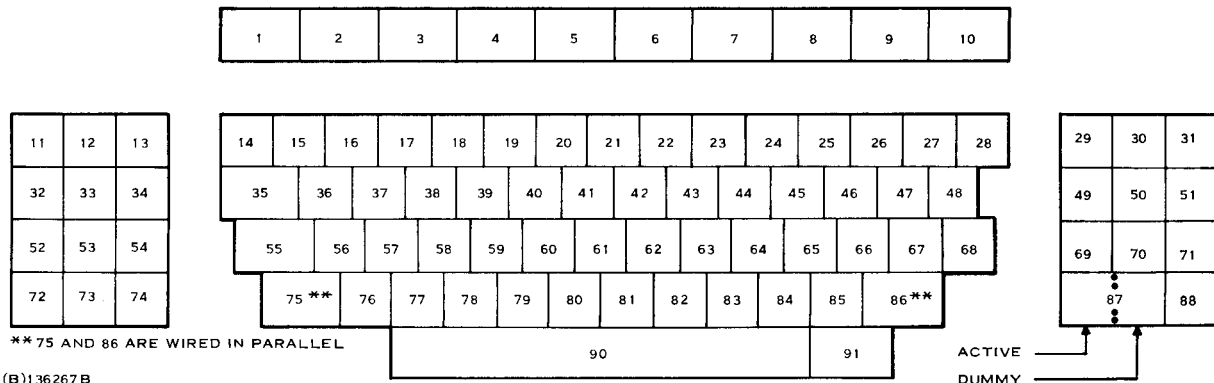 1 2 3 4 5 6 7 8 9 10
11 12 13 14 15 16 17 18 19 20 21 22 23 24 25 26 27 28 29 30 31
32 33 34 35 36 37 38 39 40 41 42 43 44 45 46 47 48 49 50 51
52 53 54 55 56 57 58 59 60 61 62 63 64 65 66 67 68 69 70 71
72 73 74 75 ** 76 77 78 79 80 81 82 83 84 85 86 ** 87 88
** 75 AND 86 ARE WIRED IN PARALLEL
90 91
ACTIVE
(B)136267B
DUMMY